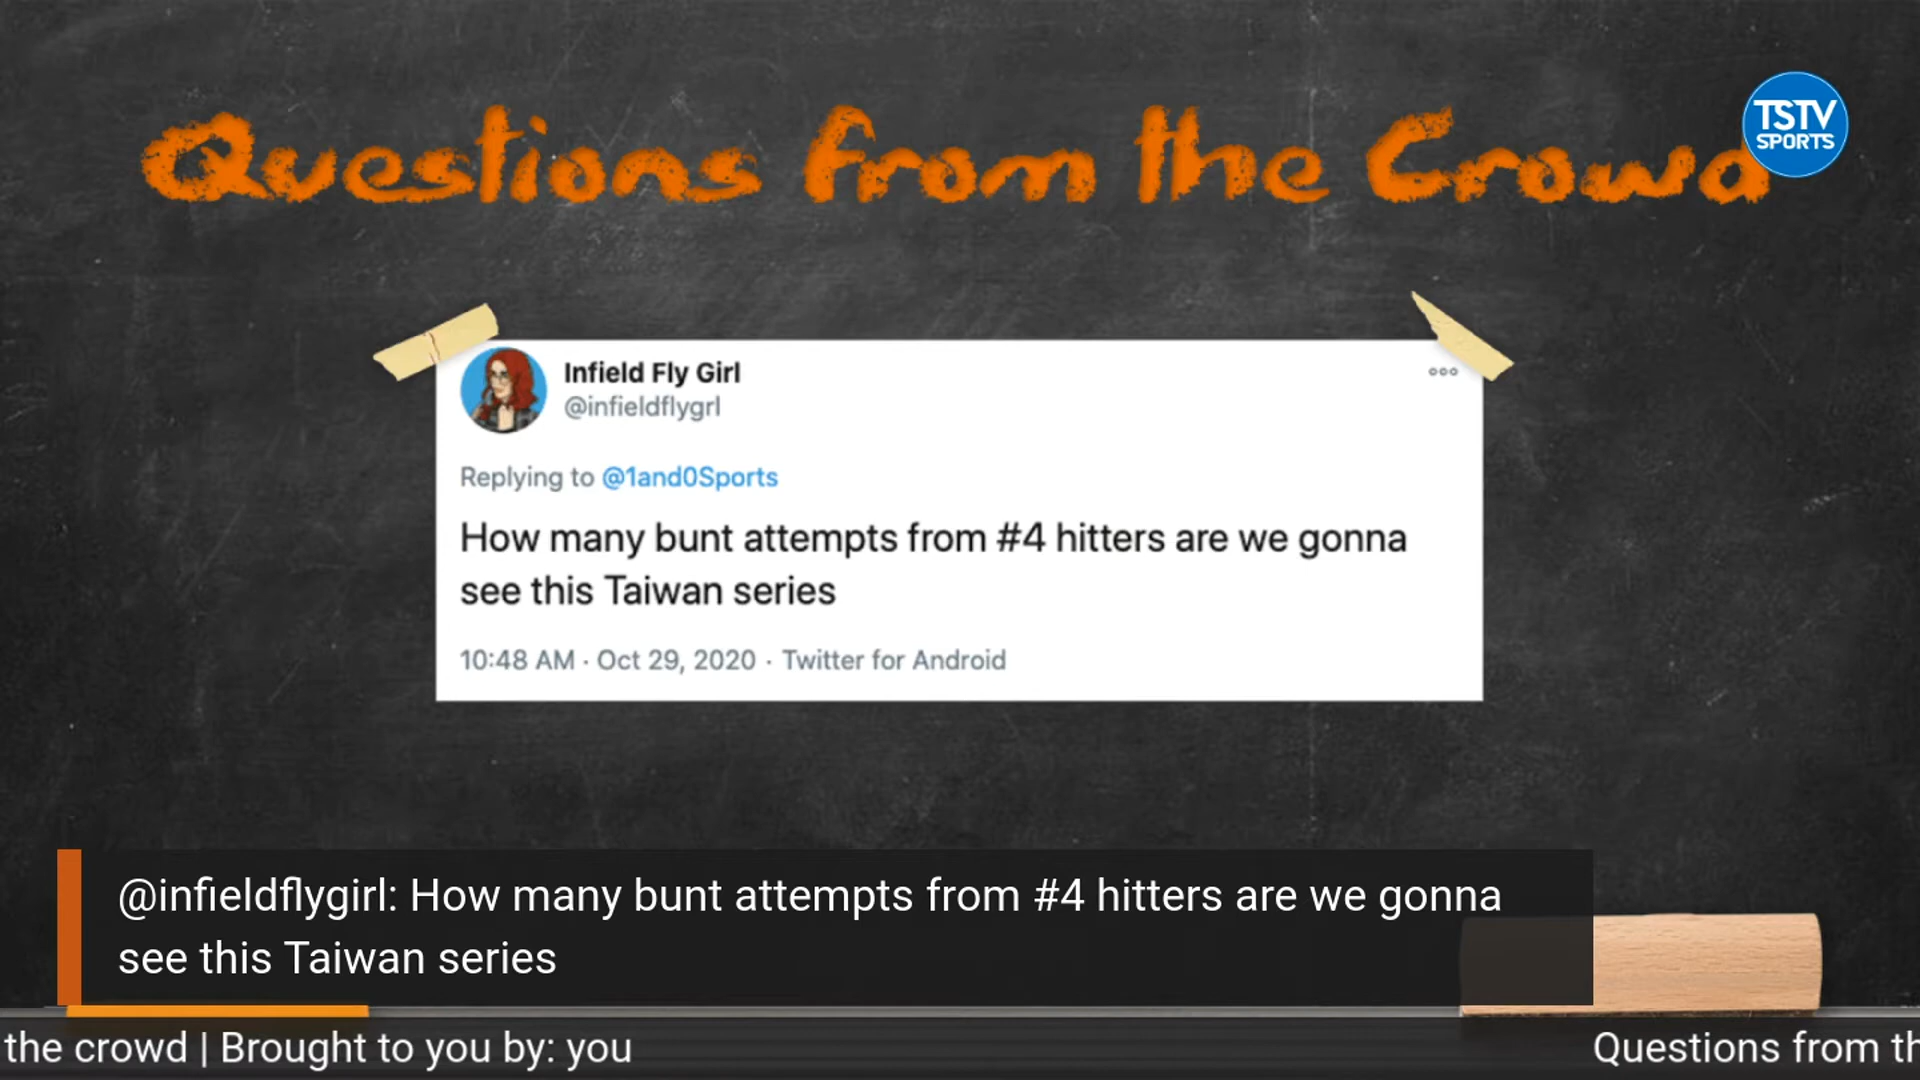 Questions from the Crowd
TSTV
SPORTS
Infield Fly Girl
@infieldflygrl
Replying to @1and0Sports
How many bunt attempts from #4 hitters are we gonna
see this Taiwan series
10:48 AM · Oct 29, 2020 · Twitter for Android
@infieldflygirl: How many bunt attempts from #4 hitters are we gonna
see this Taiwan series
the crowd | Brought to you by: you
Questions from th